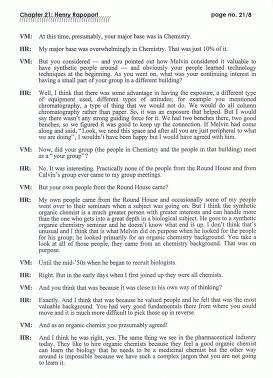 Chapter 21: Henry Rapoport page no. 21/8
VM: At this time, presumably, your major base was in Chemistry.
HR: My major base was overwhelmingly in Chemistry. That was just 10% of it.
VM: But you considered — and you pointed out how Melvin considered it valuable to
have synthetic people around — and obviously your people learned technology
techniques at the beginning. As you went on, what was your continuing interest in
having a small part of your group in a different building?
HR: Well, I think that there was some advantage in having the exposure, a different type
of equipment used, different types of attitudes; for example you mentioned
chromatography, a type of thing that we would not do. We would do all column
chromatography rather than paper. So, it was an exposure that helped. But I would
say there wasn't any strong guiding force for it. We had two benches there, two good
benches, so we figured it was good to keep up the connection. If Melvin had come
along and said, "Look, we need this space and after all you are just peripheral to what
we are doing", I wouldn't have been happy but I would have agreed with him.
VM: Now, did your group (the people in Chemistry and the people in that building) meet
as a "your group"?
HR: No. It was interesting. Practically none of the people from the Round House and from
Calvin's group ever came to my group meetings.
VM: But your own people from the Round House came?
HR: My own people came from the Round House and occasionally some of my people
went over to their seminars when a subject was going on. But I think the synthetic
organic chemist is a much greater person with greater interests and can handle more
than the one who gets into a great depth in a biological subject. He goes to a synthetic
organic chemistry seminar and he doesn't know what end is up. I don't think that's
unusual and I think that is what Melvin did on purpose when he looked for the people
for his group; he looked primarily for an organic chemistry background. You take a
look at all of those people, they came from an chemistry background. That was on
purpose.
VM: Until the mid-'50s when he began to recruit biologists.
HR: Right. But in the early days when I first joined up they were all chemists.
VM: And you think that was because it was close to his own way of thinking?
HR: Exactly. And I think that was because he valued people and he felt that was the most
valuable background. You had very good fundamentals there from where you could
move and it is much more difficult to pick those up in reverse.
VM: And as an organic chemist you presumably agreed!
HR: And I think he was right, yes. The same thing we see in the pharmaceutical industry
today. They like to hire organic chemists because they feel a good organic chemist
can learn the biology that he needs to be a medicinal chemist but the other way
around is impossible because we have such a complex jargon that you are not going
to learn it.